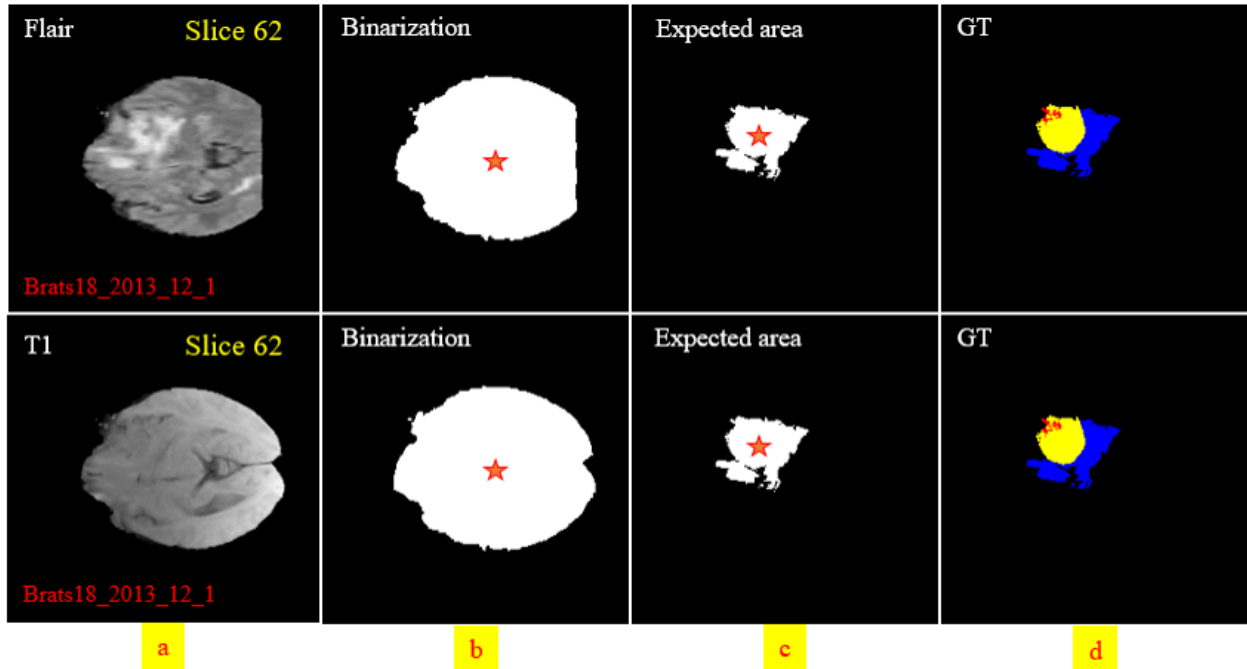 Flair
Slice 62
Binarization
Expected area
GT
Brats18_2013_12_1
T1
Slice 62
Binarization
Expected area
GT
Brats18_2013_12_1
a
b
c
d